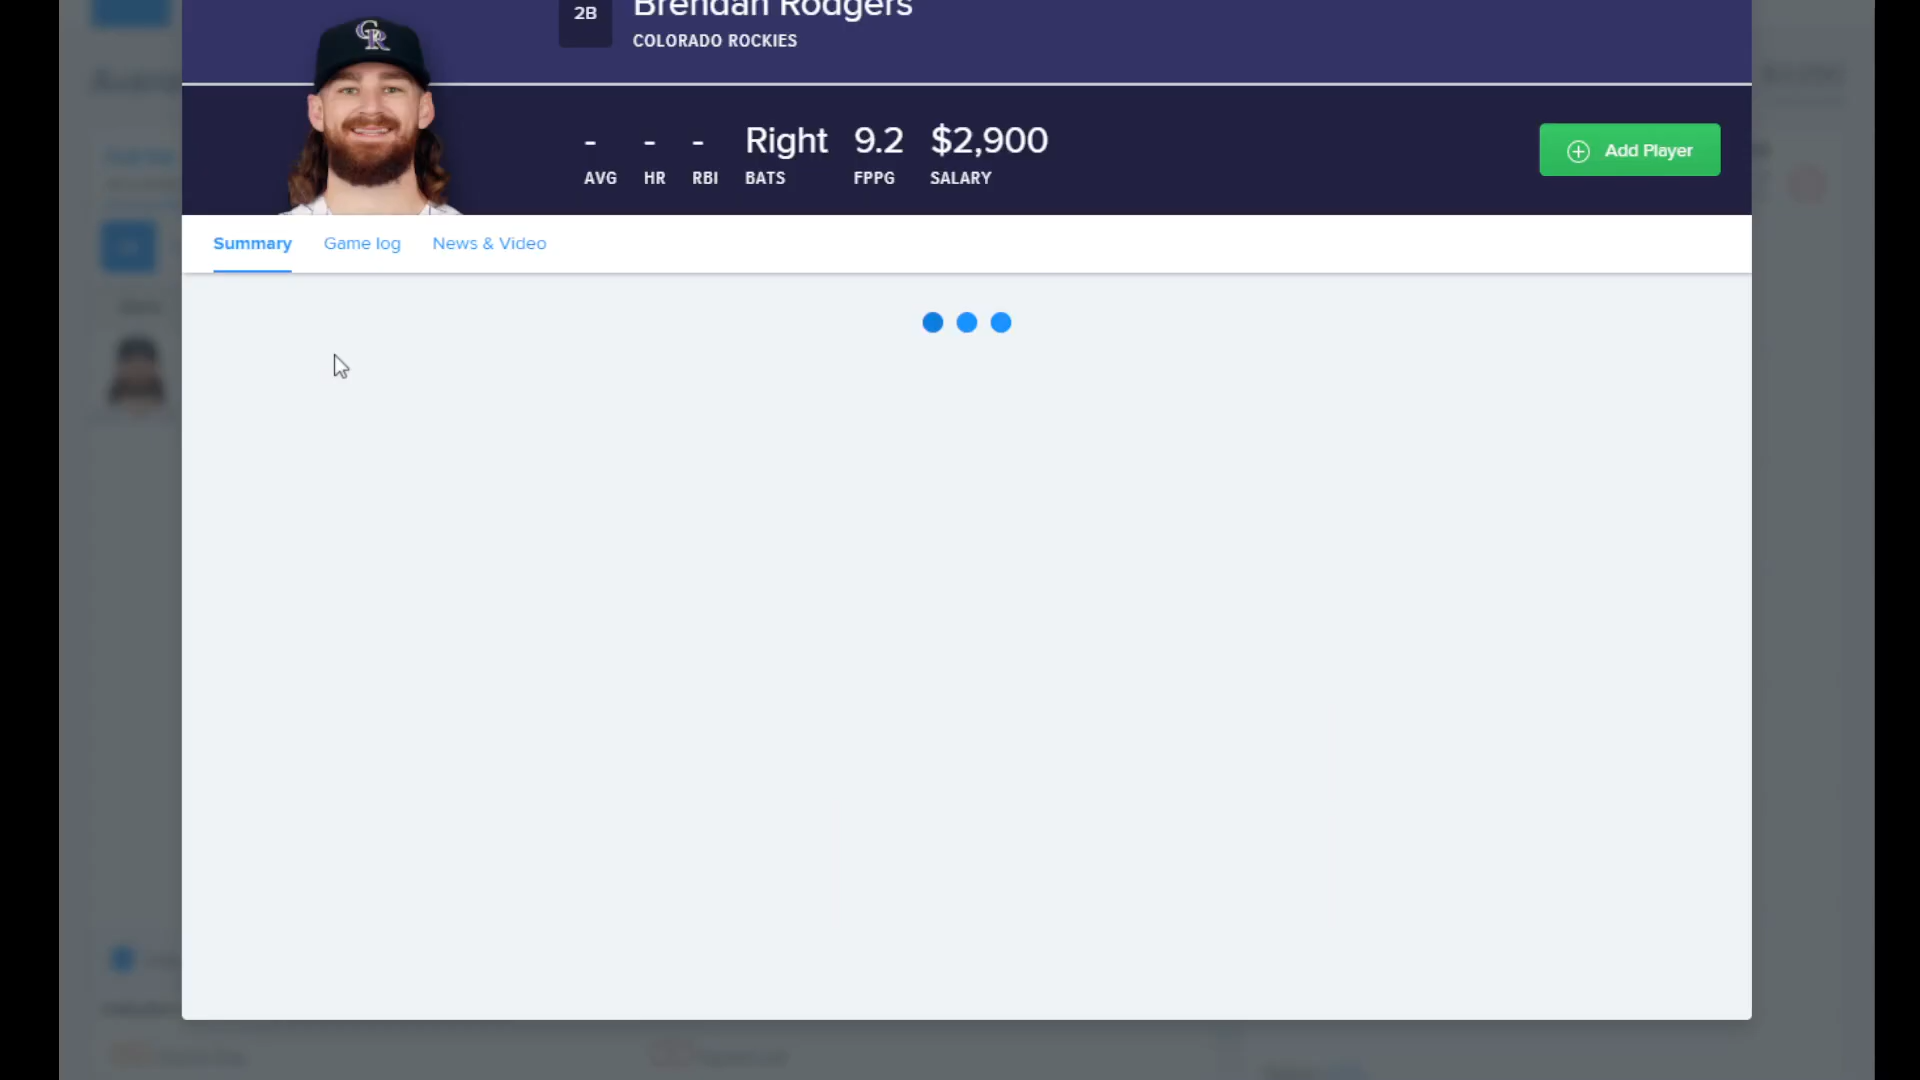 2B
Brendan Rodgers
COLORADO ROCKIES
CR
- - - Right 9.2 $2,900
AVG HR RBI BATS FPPG SALARY
Add Player
Summary Game log News & Video